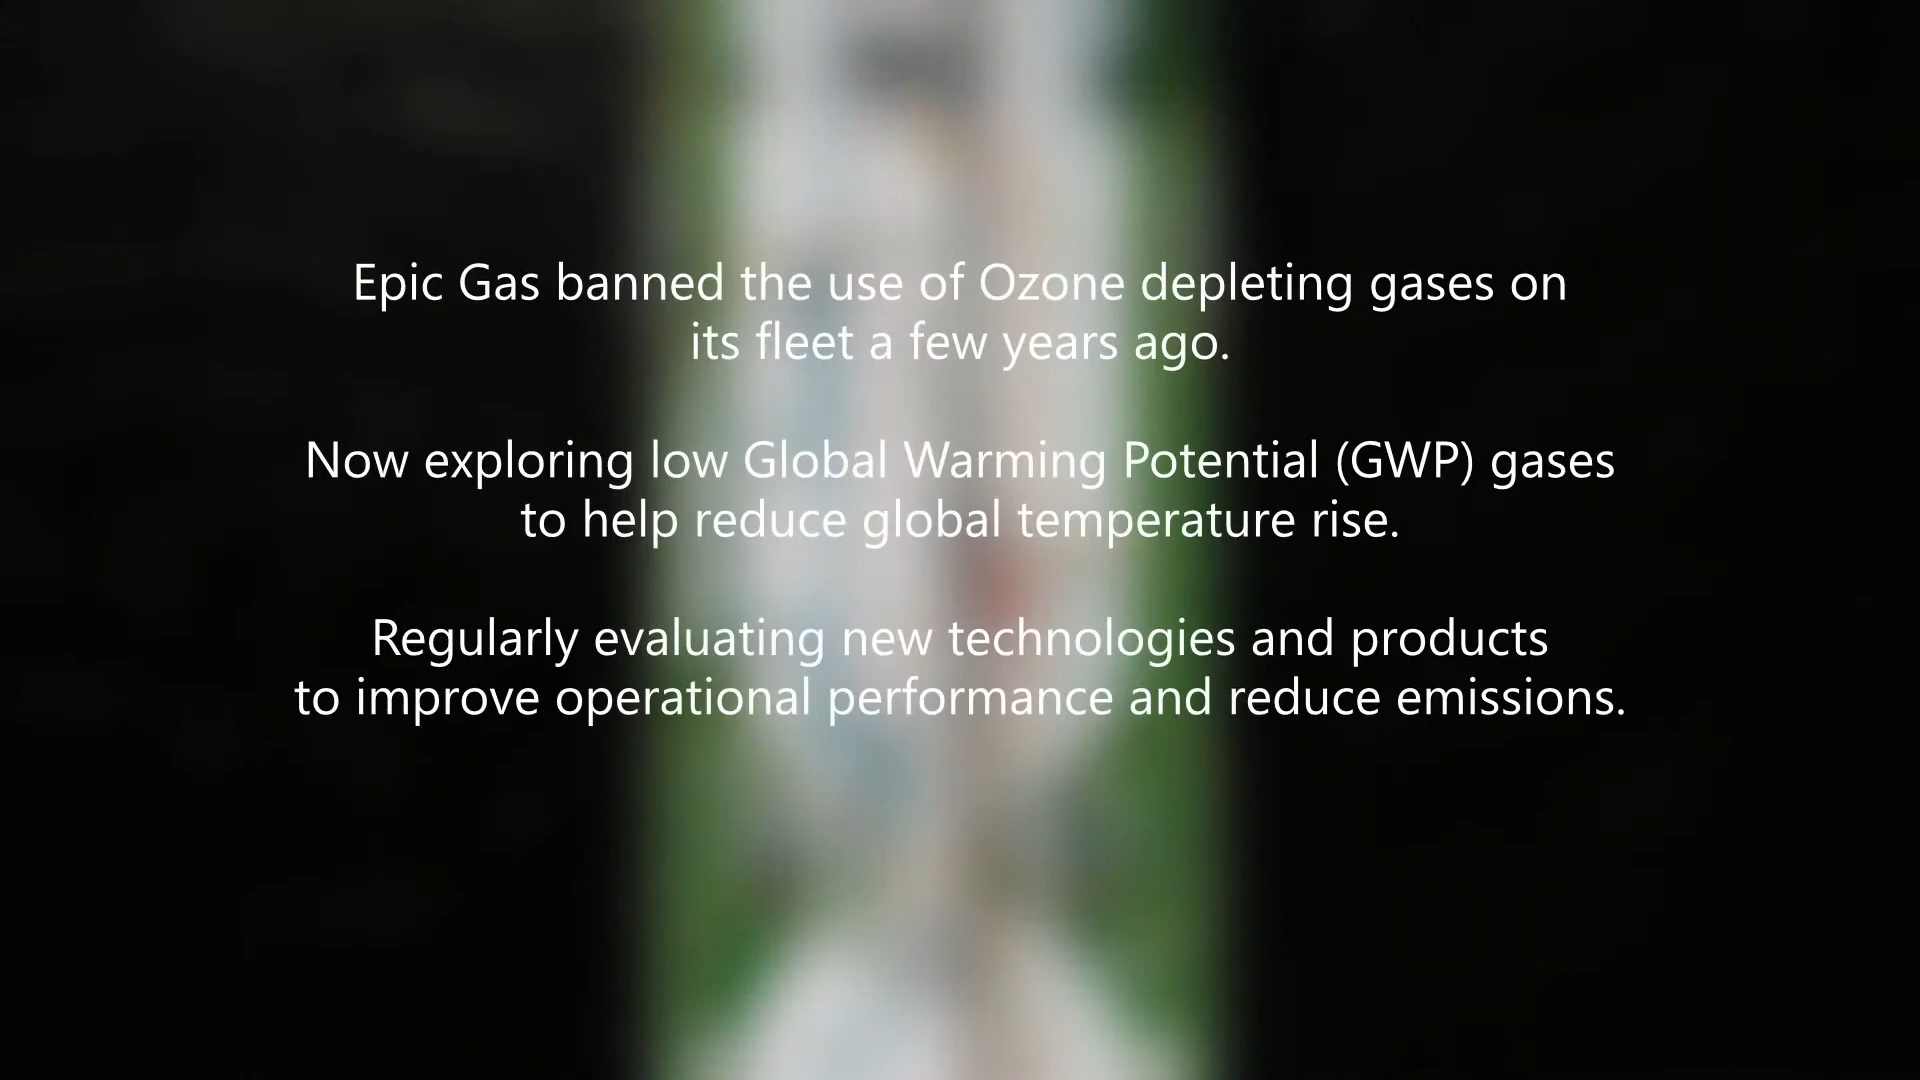 Epic Gas banned the use of Ozone depleting gases on
its fleet a few years ago.
Now exploring low Global Warming Potential (GWP) gases
to help reduce global temperature rise.
Regularly evaluating new technologies and products
to improve operational performance and reduce emissions.